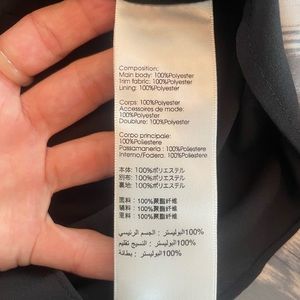 Composition:
Main body: 100%Polyester
Trim fabric: 100%Polyester
Lining: 100%Polyester
Corps: 100%Polyester
Accessoires de mode: 100%Polyester
Doublure: 100%Polyester
Corpo principale: 100%Poliestere
Passamaneria: 100%Poliestere
Interno/Fodera: 100%Poliestere
本体: 100%ポリエステル
別布: 100%ポリエステル
裏地: 100%ポリエステル
面料: 100%聚酯纤维
辅料: 100%聚酯纤维
里料: 100%聚酯纤维
100%البوليستر : الجسم الرئيسي
100%البوليستر : النسيج تقليم
100%البوليستر : بطانة